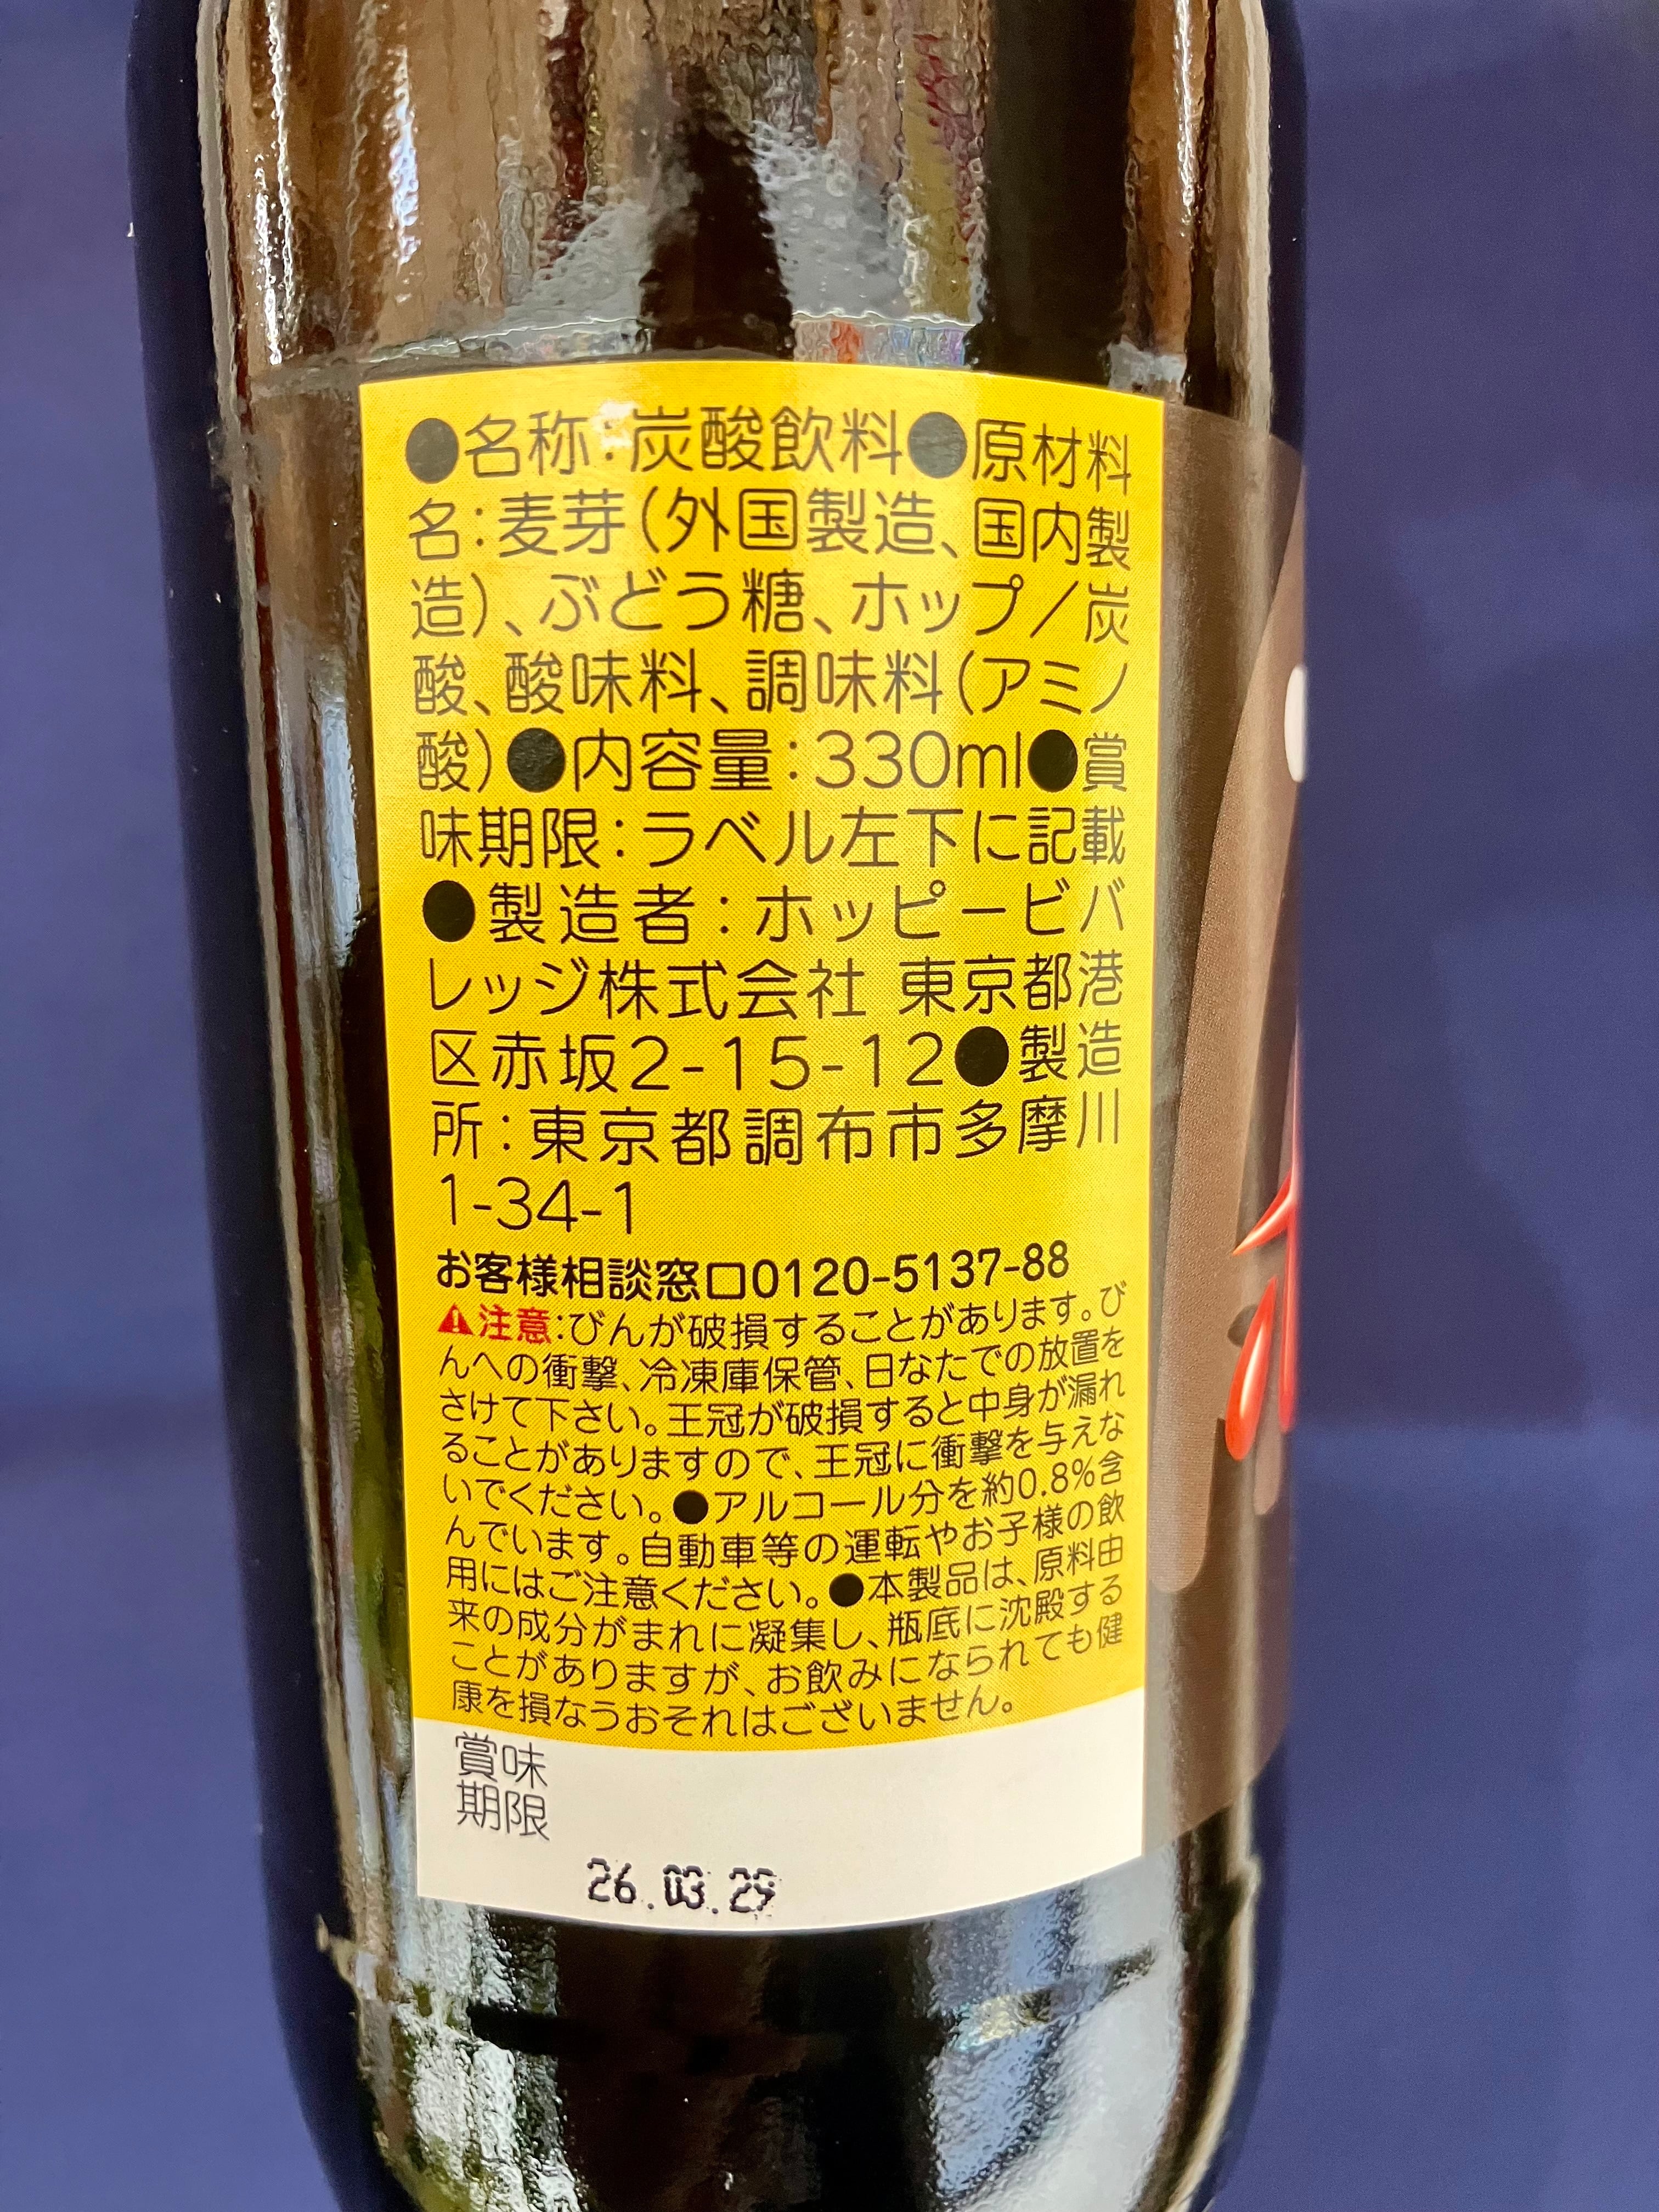 ●名称:炭酸飲料●原材料
名:麦芽(外国製造、国内製
造)、ぶどう糖、ホップ/炭
酸、酸味料、調味料(アミノ
酸)●内容量:330ml●賞
味期限:ラベル左下に記載
●製造者:ホッピービバ
レッジ株式会社 東京都港
区赤坂2-15-12●製造
所:東京都調布市多摩川
1-34-1
お客様相談窓口0120-5137-88
⚠注意:びんが破損することがあります。び
んへの衝撃、冷凍庫保管、日なたでの放置を
さけて下さい。王冠が破損すると中身が漏れ
ることがありますので、王冠に衝撃を与えな
いでください。●アルコール分を約0.8%含
んでいます。自動車等の運転やお子様の飲
用にはご注意ください。●本製品は、原料由
来の成分がまれに凝集し、瓶底に沈殿する
ことがありますが、お飲みになられても健
康を損なうおそれはございません。
賞味
期限
26.03.29